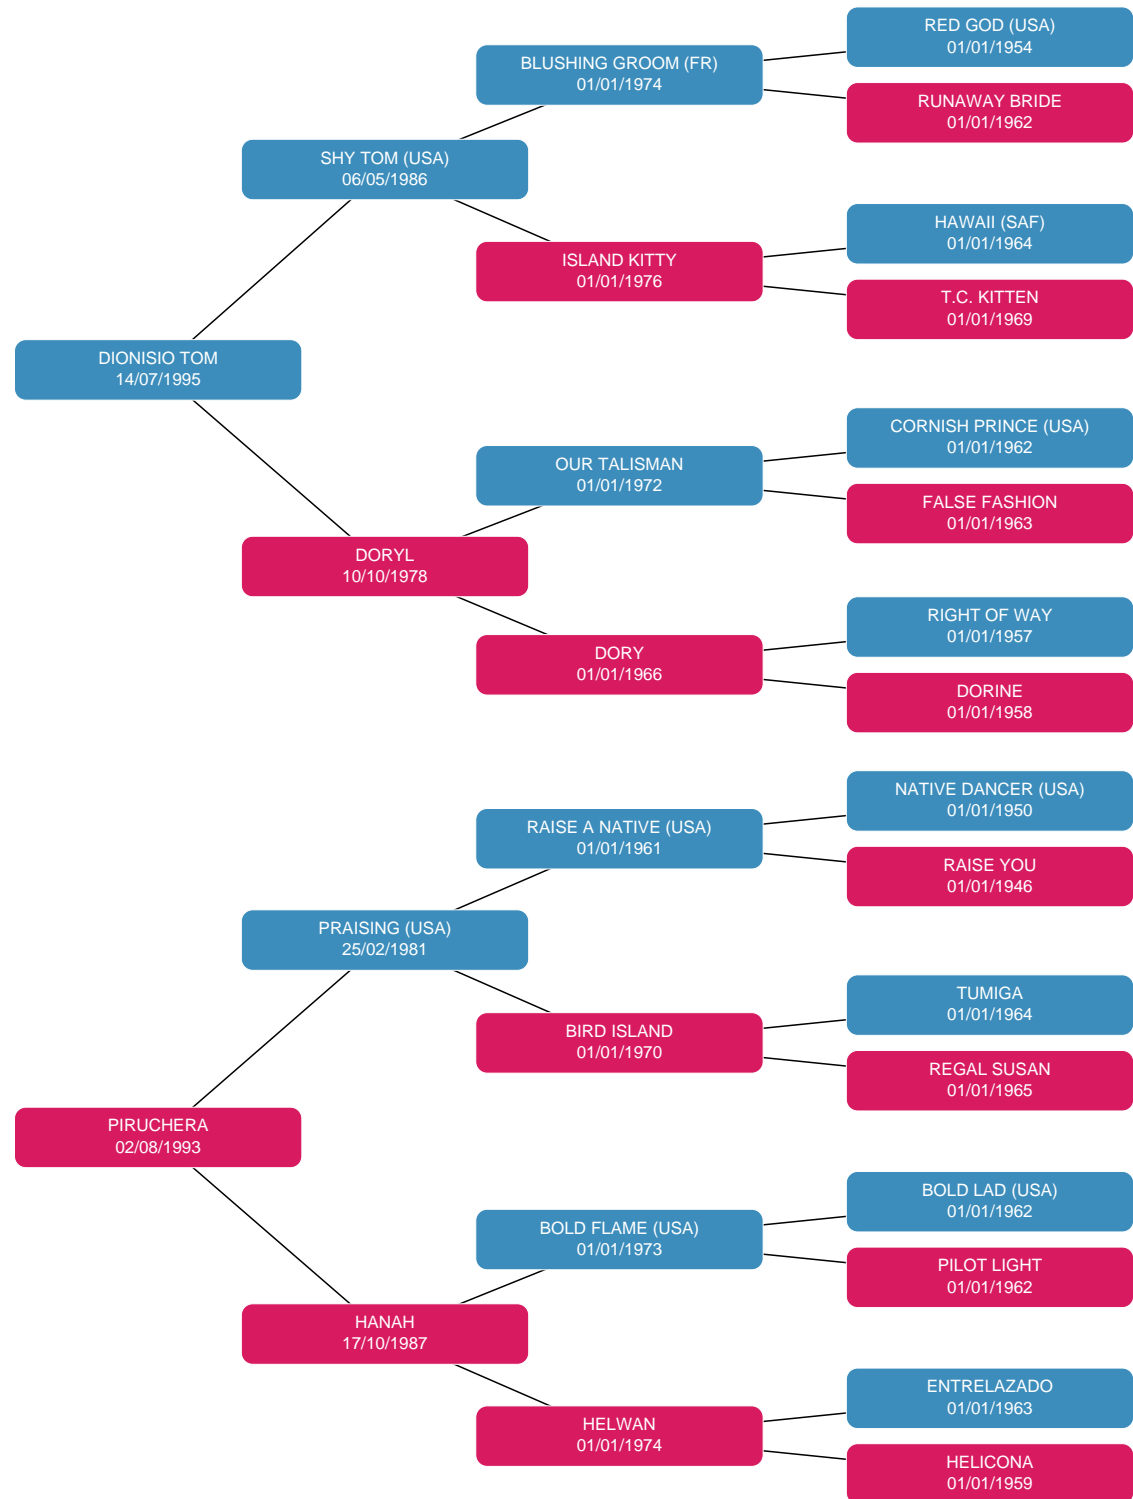 RED GOD (USA)
01/01/1954
BLUSHING GROOM (FR)
01/01/1974
RUNAWAY BRIDE
01/01/1962
SHY TOM (USA)
06/05/1986
HAWAII (SAF)
01/01/1964
ISLAND KITTY
01/01/1976
T.C. KITTEN
01/01/1969
DIONISIO TOM
14/07/1995
CORNISH PRINCE (USA)
01/01/1962
OUR TALISMAN
01/01/1972
FALSE FASHION
01/01/1963
DORYL
10/10/1978
RIGHT OF WAY
01/01/1957
DORY
01/01/1966
DORINE
01/01/1958
NATIVE DANCER (USA)
01/01/1950
RAISE A NATIVE (USA)
01/01/1961
RAISE YOU
01/01/1946
PRAISING (USA)
25/02/1981
TUMIGA
01/01/1964
BIRD ISLAND
01/01/1970
REGAL SUSAN
01/01/1965
PIRUCHERA
02/08/1993
BOLD LAD (USA)
01/01/1962
BOLD FLAME (USA)
01/01/1973
PILOT LIGHT
01/01/1962
HANAH
17/10/1987
ENTRELAZADO
01/01/1963
HELWAN
01/01/1974
HELICONA
01/01/1959